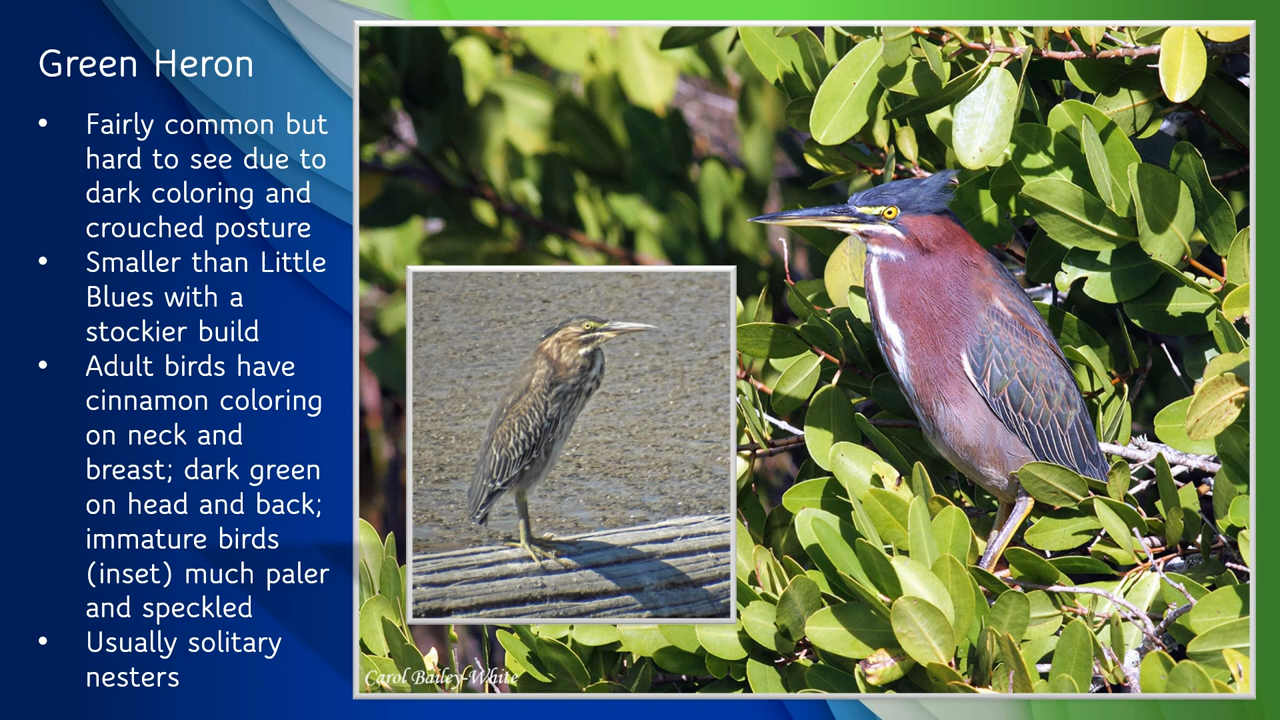 Green Heron
• Fairly common but
hard to see due to
dark coloring and
crouched posture
• Smaller than Little
Blues with a
stockier build
• Adult birds have
cinnamon coloring
on neck and
breast; dark green
on head and back;
immature birds
(inset) much paler
and speckled
• Usually solitary
nesters
Carol Bailey-White